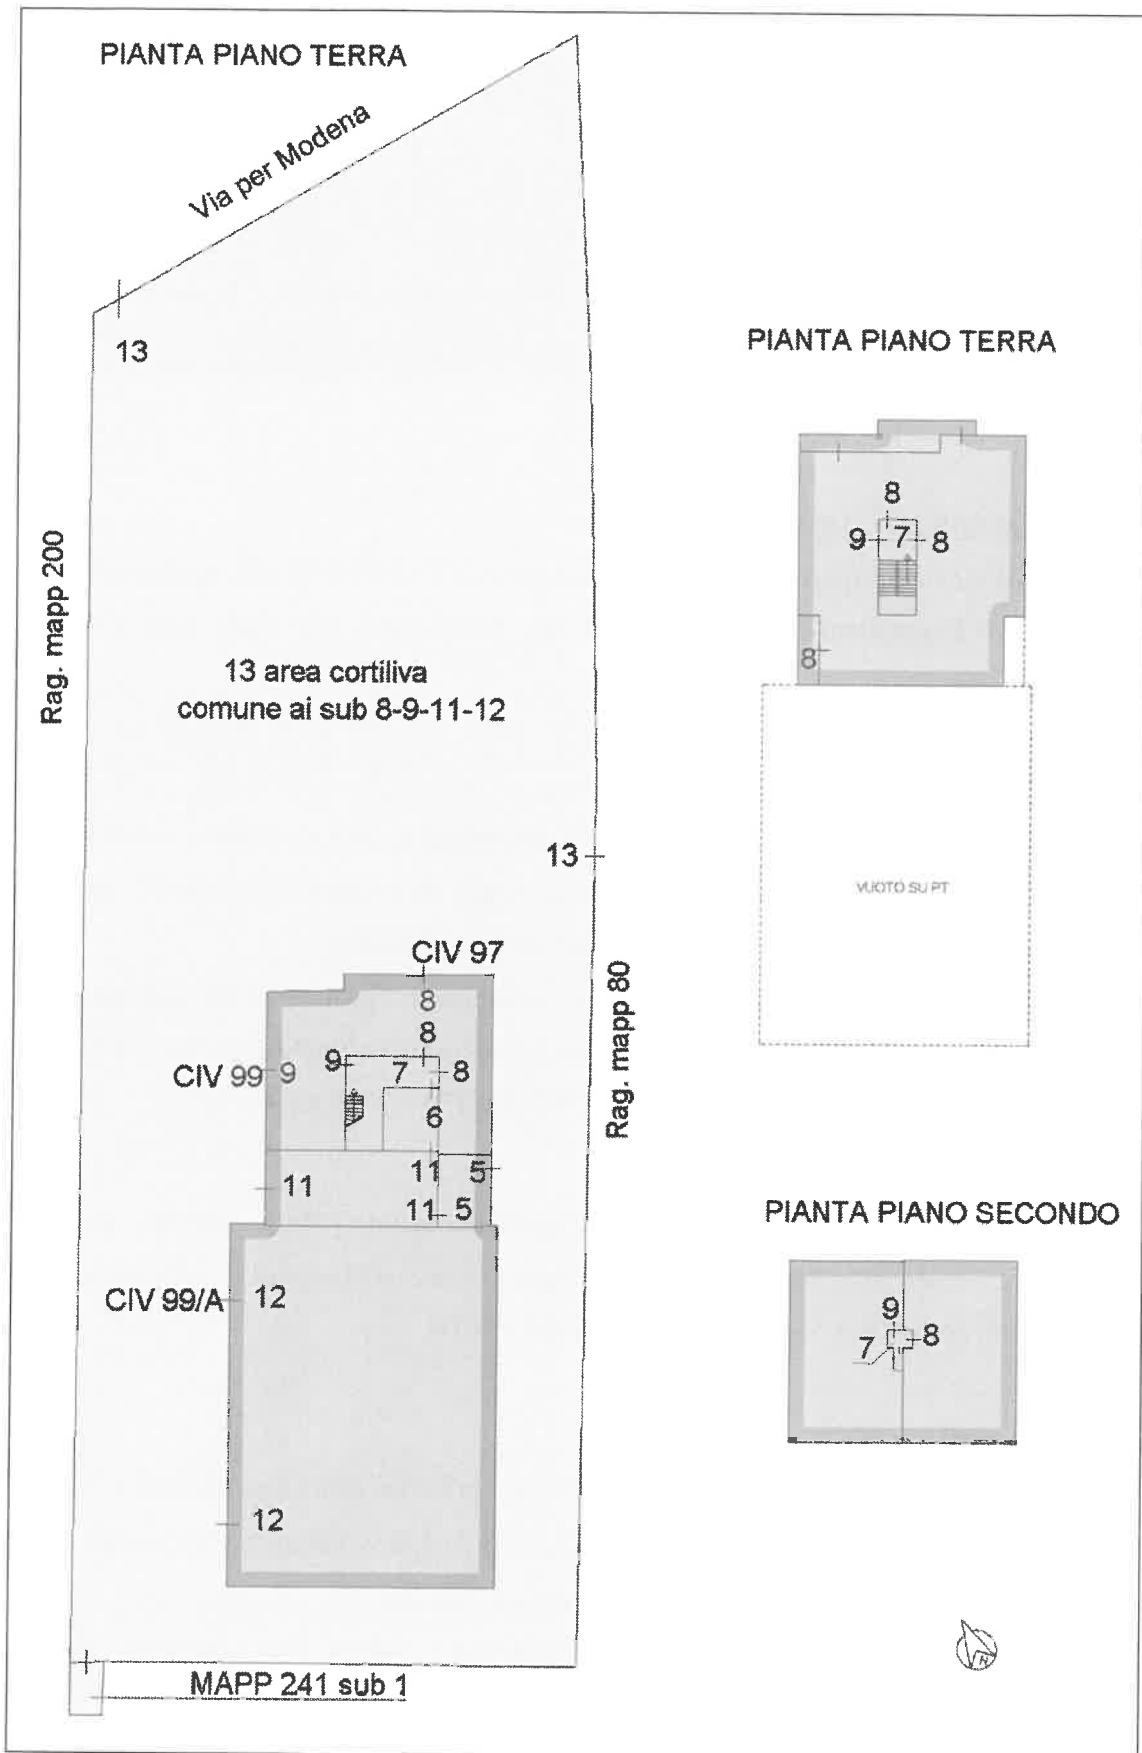 PIANTA PIANO TERRA
Via per Modena
13
Rag. mapp 200
13 area cortiliva
comune ai sub 8-9-11-12
13
Rag. mapp 80
CIV 97
8
8
9
7
8
CIV 99
9
6
11
11
5
11
5
CIV 99/A
12
12
MAPP 241 sub 1
PIANTA PIANO TERRA
8
9
7
8
8
VUOTO SU PT
PIANTA PIANO SECONDO
9
8
7
N